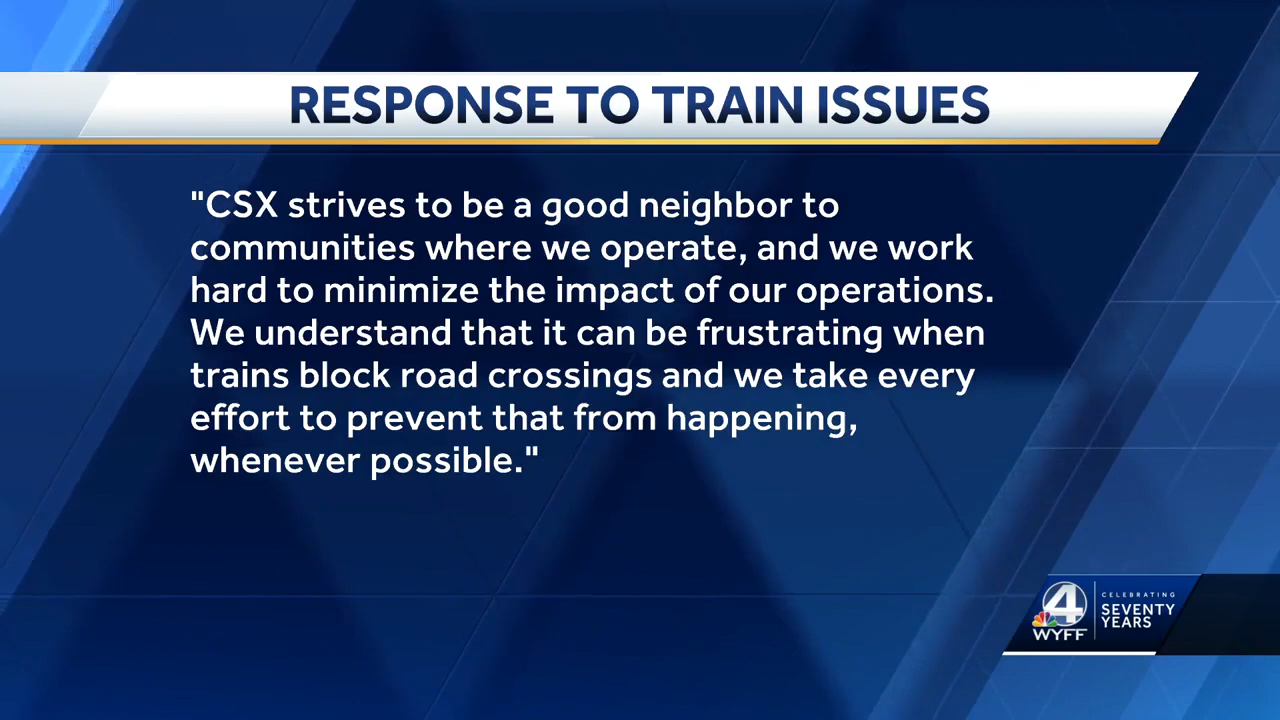 RESPONSE TO TRAIN ISSUES
"CSX strives to be a good neighbor to
communities where we operate, and we work
hard to minimize the impact of our operations.
We understand that it can be frustrating when
trains block road crossings and we take every
effort to prevent that from happening,
whenever possible."
4
WYFF
CELEBRATING
SEVENTY
YEARS